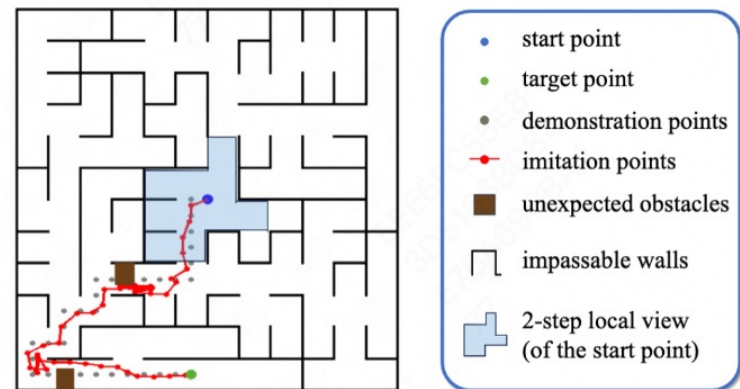 start point
target point
demonstration points
imitation points
unexpected obstacles
impassable walls
2-step local view
(of the start point)